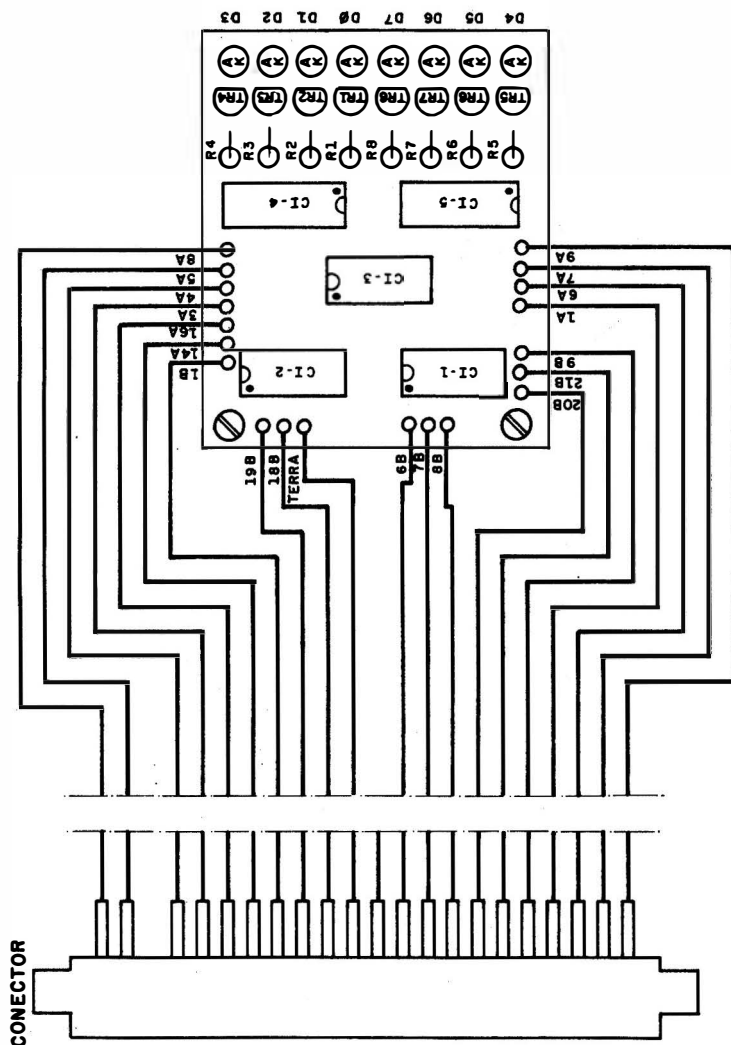 D3 D2 D1 D0 D7 D6 D5 D4
A K A K A K A K A K A K A K A K
TR4 TR3 TR2 TR1 TR8 TR7 TR6 TR5
R4 R3 R2 R1 R8 R7 R6 R5
CI-4 CI-5
CI-3
CI-2 CI-1
8A
5A
4A
3A
16A
14A
1B
9A
7A
6A
1A
9B
21B
20B
19B
18B
TERRA
6B
7B
8B
CONECTOR